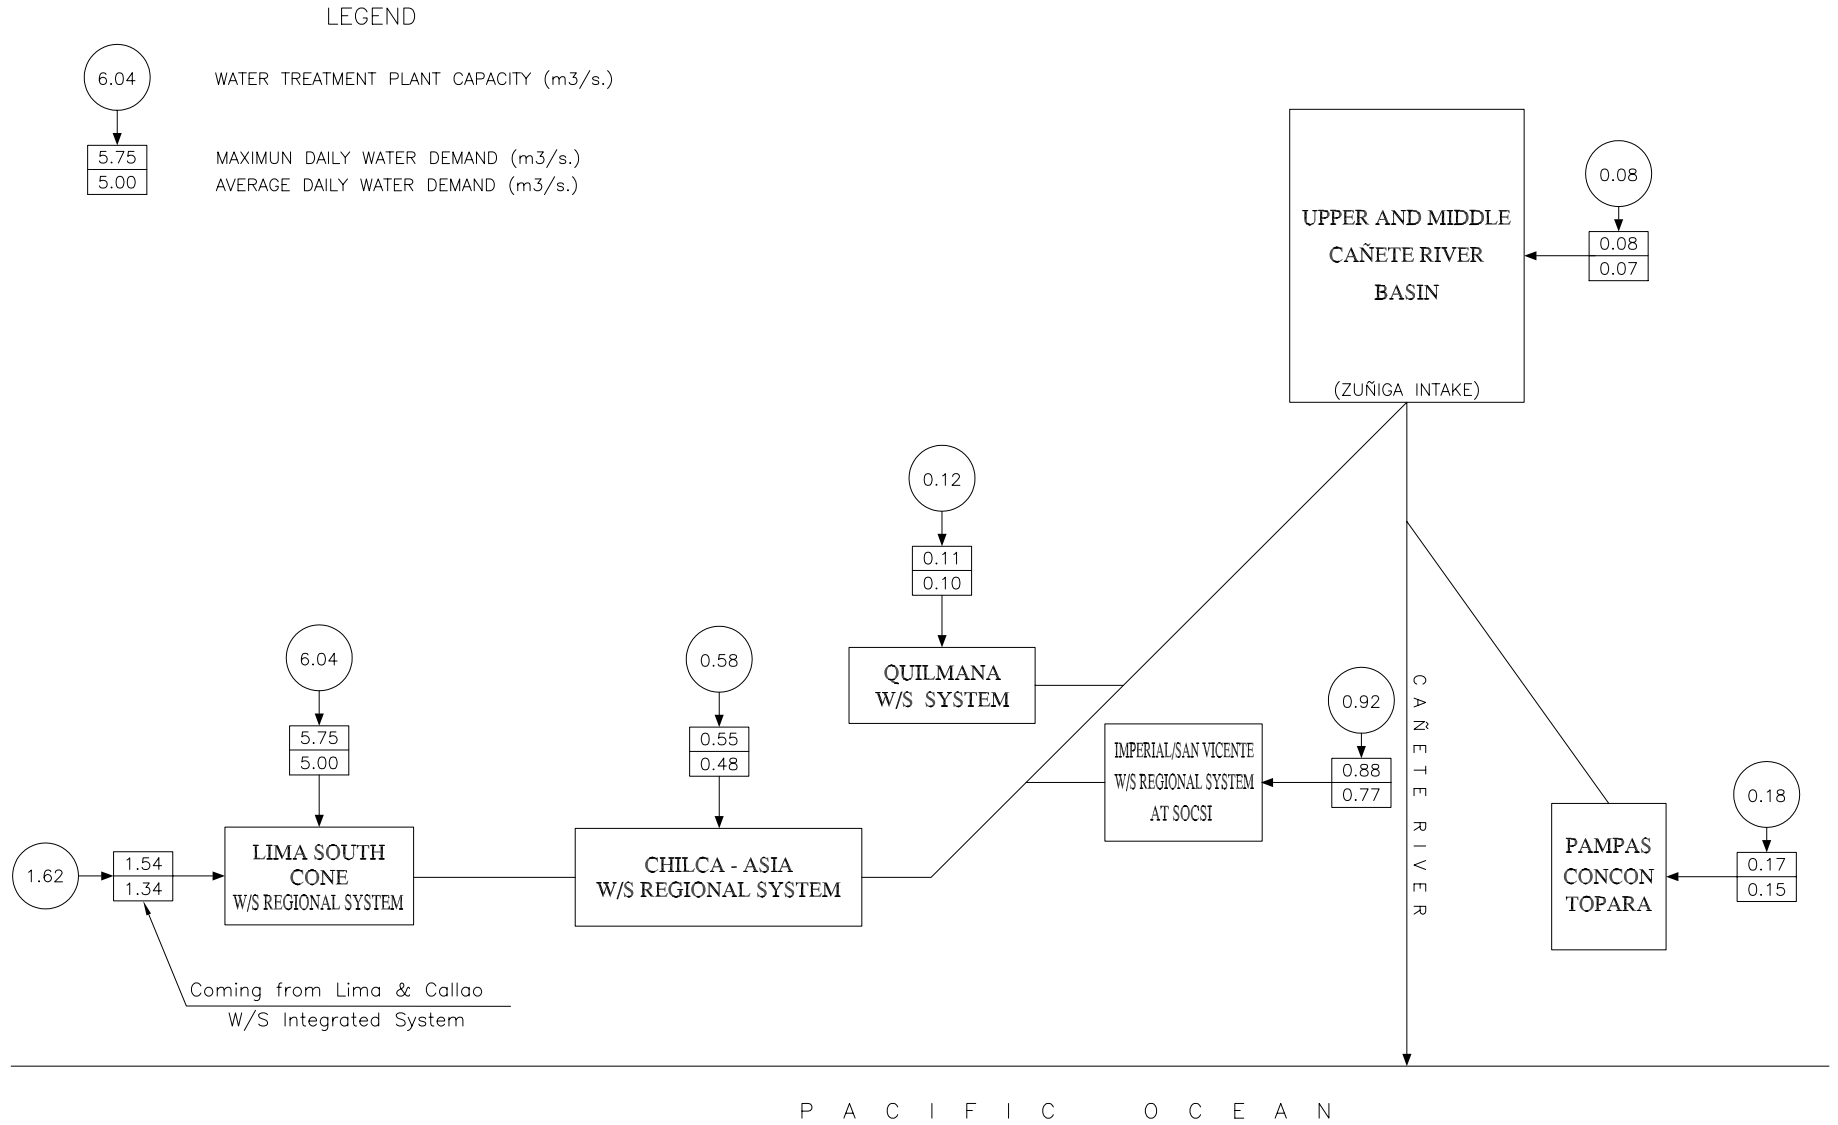 LEGEND
6.04
WATER TREATMENT PLANT CAPACITY (m3/s.)
5.75
MAXIMUN DAILY WATER DEMAND (m3/s.)
5.00
AVERAGE DAILY WATER DEMAND (m3/s.)
UPPER AND MIDDLE
CAÑETE RIVER
BASIN
(ZUÑIGA INTAKE)
0.08
0.08
0.07
0.12
0.11
0.10
QUILMANA
W/S SYSTEM
6.04
5.75
5.00
0.58
0.55
0.48
IMPERIAL/SAN VICENTE
W/S REGIONAL SYSTEM
AT SOCSI
0.92
0.88
0.77
CAÑETE RIVER
0.18
0.17
0.15
PAMPAS
CONCON
TOPARA
1.62
1.54
1.34
LIMA SOUTH
CONE
W/S REGIONAL SYSTEM
CHILCA - ASIA
W/S REGIONAL SYSTEM
Coming from Lima & Callao
W/S Integrated System
PACIFIC OCEAN